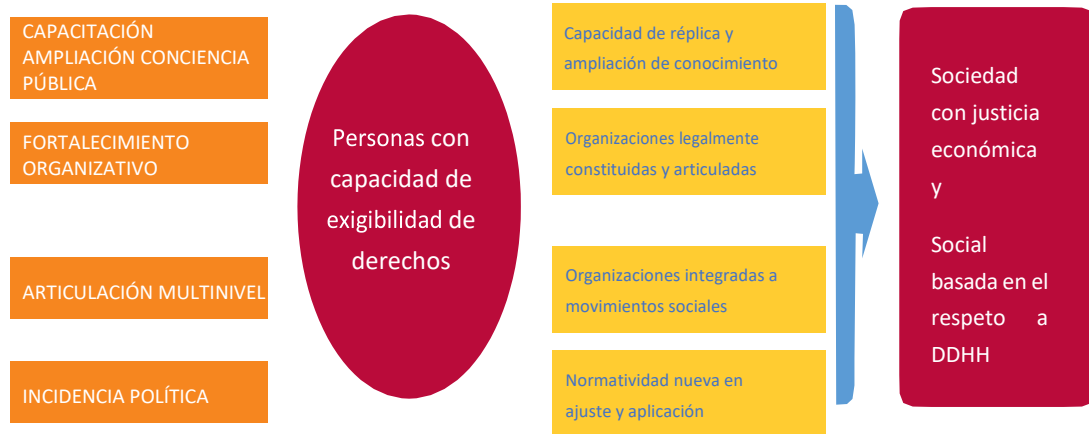 CAPACITACIÓN
AMPLIACIÓN CONCIENCIA
PÚBLICA
FORTALECIMIENTO
ORGANIZATIVO
ARTICULACIÓN MULTINIVEL
INCIDENCIA POLÍTICA
Personas con
capacidad de
exigibilidad de
derechos
Capacidad de réplica y
ampliación de conocimiento
Organizaciones legalmente
constituidas y articuladas
Organizaciones integradas a
movimientos sociales
Normatividad nueva en
ajuste y aplicación
Sociedad
con justicia
económica
y
Social
basada en el
respeto a
DDHH